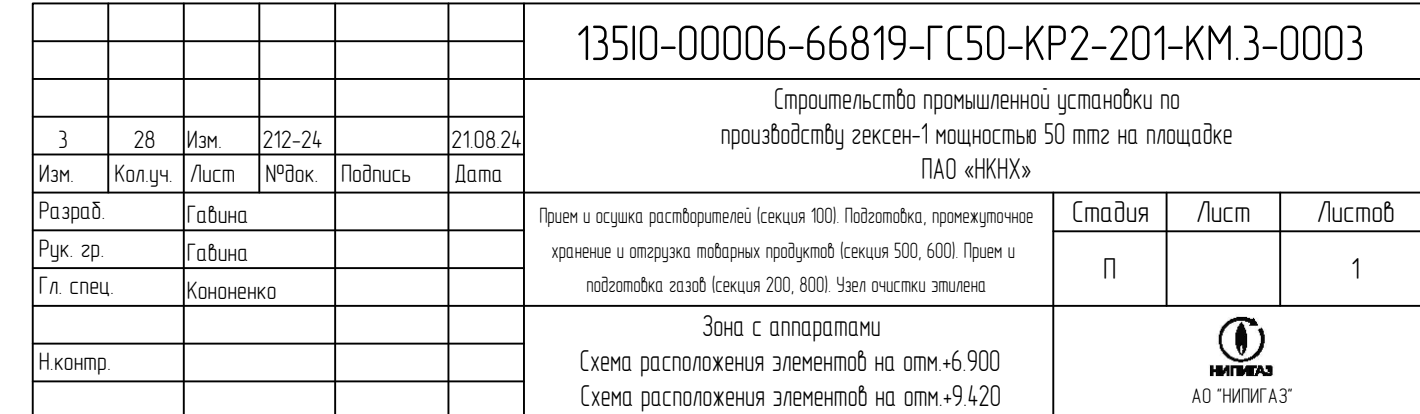 135I0-00006-66819-ГС50-КР2-201-КМ.3-0003
Строительство промышленной установки по
производству гексен-1 мощностью 50 ттг на площадке
ПАО «НКНХ»
3 28 Изм. 212-24 21.08.24
Изм. Кол.уч. Лист №док. Подпись Дата
Разраб. Гавина
Рук. гр. Гавина
Гл. спец. Кононенко
Н.контр.
Прием и осушка растворителей (секция 100). Подготовка, промежуточное
хранение и отгрузка товарных продуктов (секция 500, 600). Прием и
подготовка газов (секция 200, 800). Узел очистки этилена
Стадия Лист Листов
П 1
Зона с аппаратами
Схема расположения элементов на отм.+6.900
Схема расположения элементов на отм.+9.420
НИПИГАЗ
АО "НИПИГАЗ"